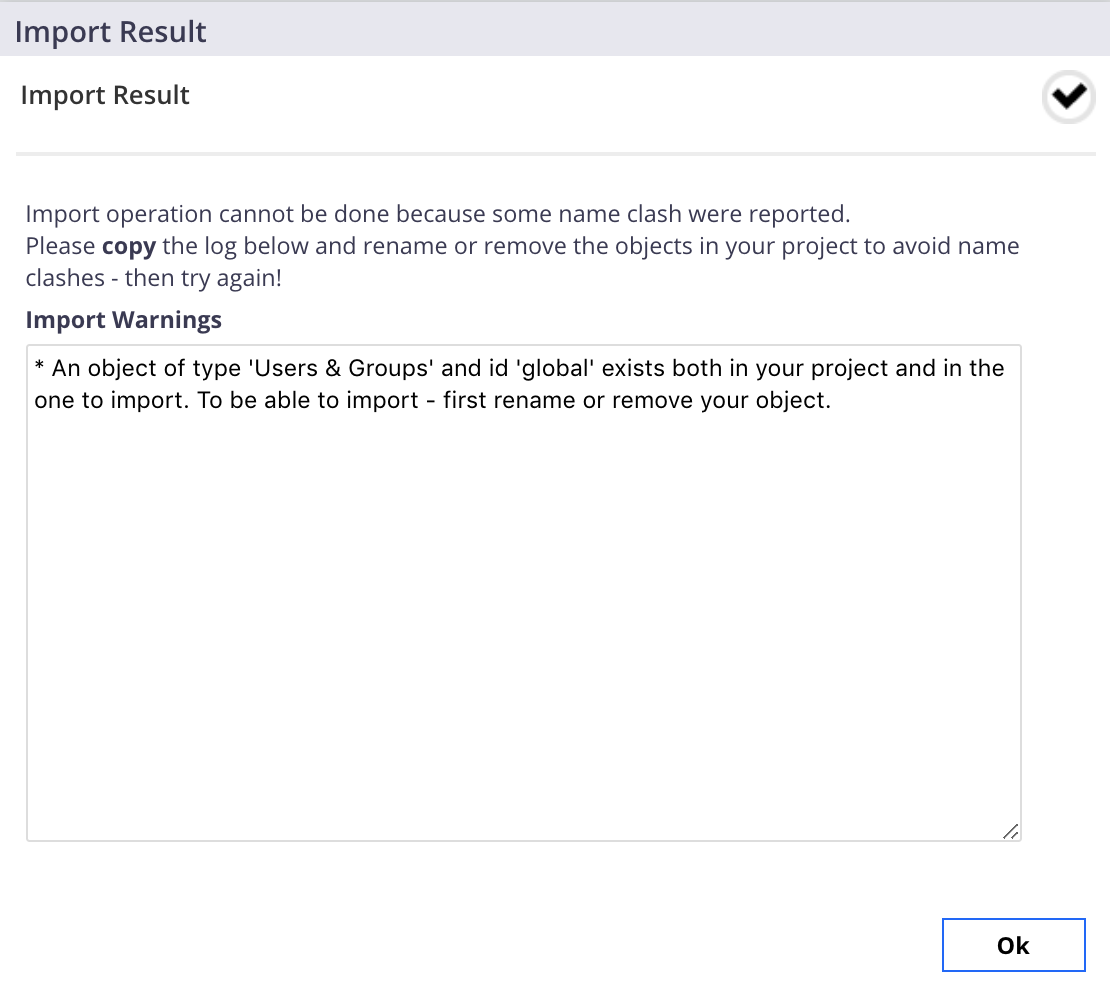 Import Result
Import Result
Import operation cannot be done because some name clash were reported.
Please copy the log below and rename or remove the objects in your project to avoid name
clashes - then try again!
Import Warnings
* An object of type 'Users & Groups' and id 'global' exists both in your project and in the
one to import. To be able to import - first rename or remove your object.
Ok